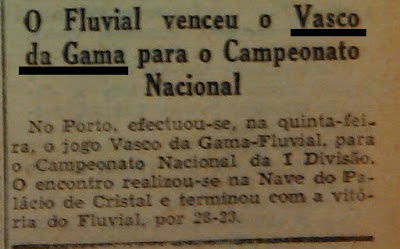 O Fluvial venceu o Vasco
da Gama para o Campeonato
Nacional
No Porto, efectuou-se, na quinta-fei-
ra, o jogo Vasco da Gama-Fluvial, para
o Campeonato Nacional da I Divisão.
O encontro realizou-se na Nave do Pa-
lácio de Cristal e terminou com a vitó-
ria do Fluvial, por 28-23.